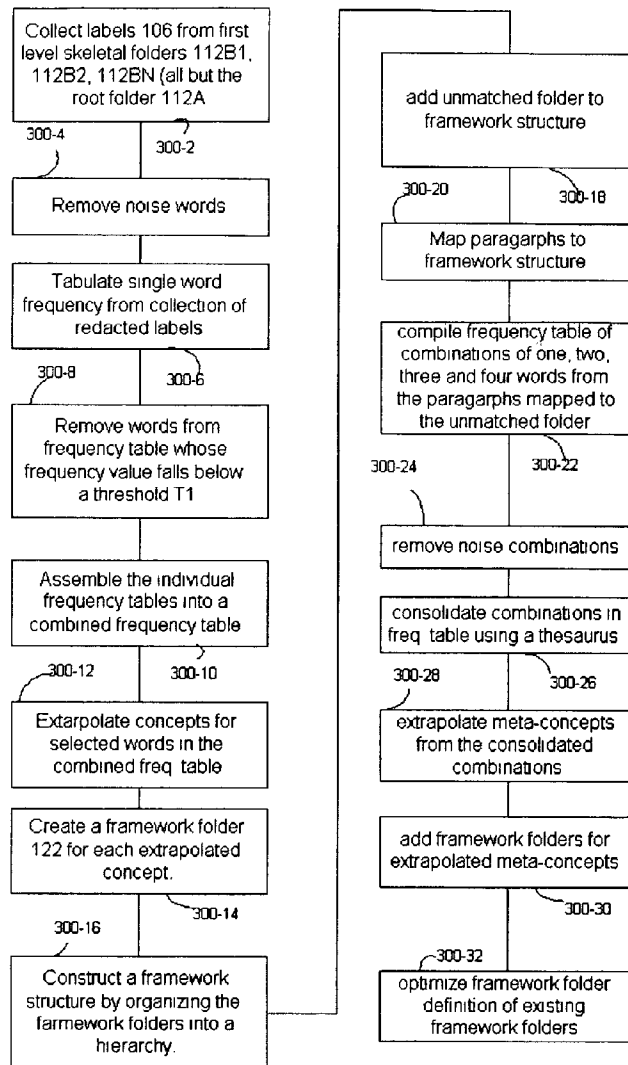 Collect labels 106 from first
level skeletal folders 112B1,
112B2, 112BN (all but the
root folder 112A
300-4
300-2
Remove noise words
Tabulate single word
frequency from collection of
redacted labels
300-8
300-6
Remove words from
frequency table whose
frequency value falls below
a threshold T1
Assemble the individual
frequency tables into a
combined frequency table
300-12
300-10
Extarpolate concepts for
selected words in the
combined freq table
Create a framework folder
122 for each extrapolated
concept.
300-16
300-14
Construct a framework
structure by organizing the
farmework folders into a
hierarchy.
add unmatched folder to
framework structure
300-20
300-18
Map paragarphs to
framework structure
compile frequency table of
combinations of one, two,
three and four words from
the paragarphs mapped to
the unmatched folder
300-24
300-22
remove noise combinations
consolidate combinations in
freq table using a thesaurus
300-28
300-26
extrapolate meta-concepts
from the consolidated
combinations
add framework folders for
extrapolated meta-concepts
300-30
300-32
optimize framework folder
definition of existing
framework folders